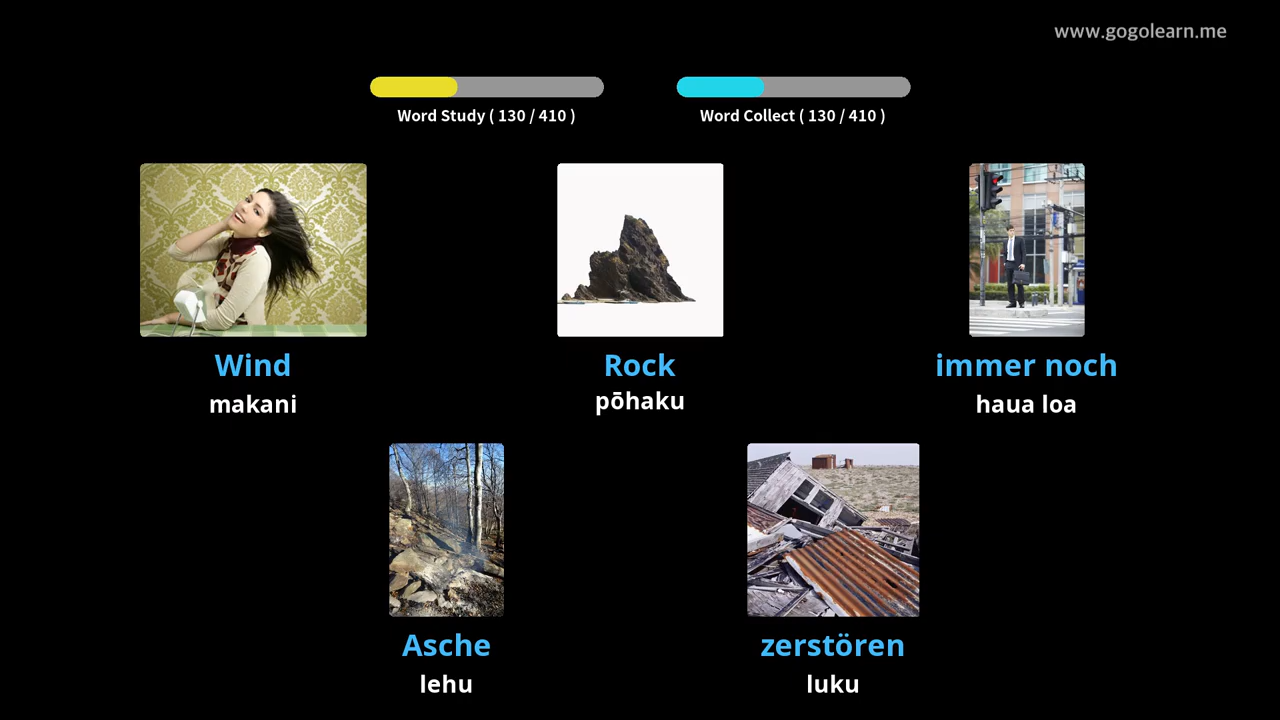 www.gogolearn.me
Word Study ( 130 / 410 )
Word Collect ( 130 / 410 )
Wind
makani
Rock
pōhaku
immer noch
haua loa
Asche
lehu
zerstören
luku